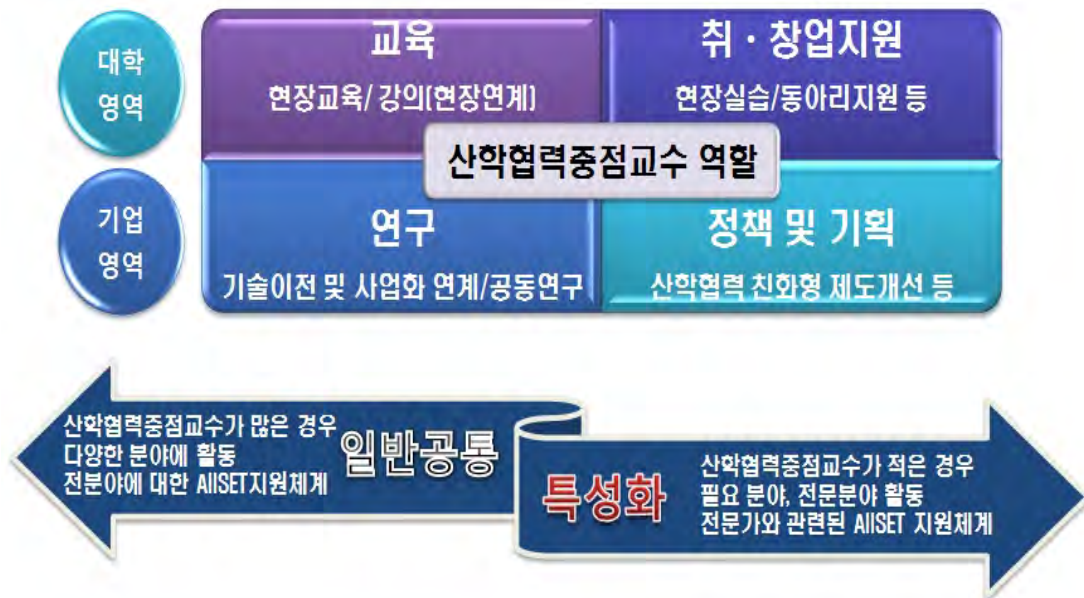 대학
영역
교육
현장교육/ 강의(현장연계)
취 · 창업지원
현장실습/동아리지원 등
산학협력중점교수 역할
기업
영역
연구
기술이전 및 사업화 연계/공동연구
정책 및 기획
산학협력 친화형 제도개선 등
산학협력중점교수가 많은 경우
다양한 분야에 활동
전분야에 대한 AIISET지원체계
일반공통
특성화
산학협력중점교수가 적은 경우
필요 분야, 전문분야 활동
전문가와 관련된 AIISET 지원체계